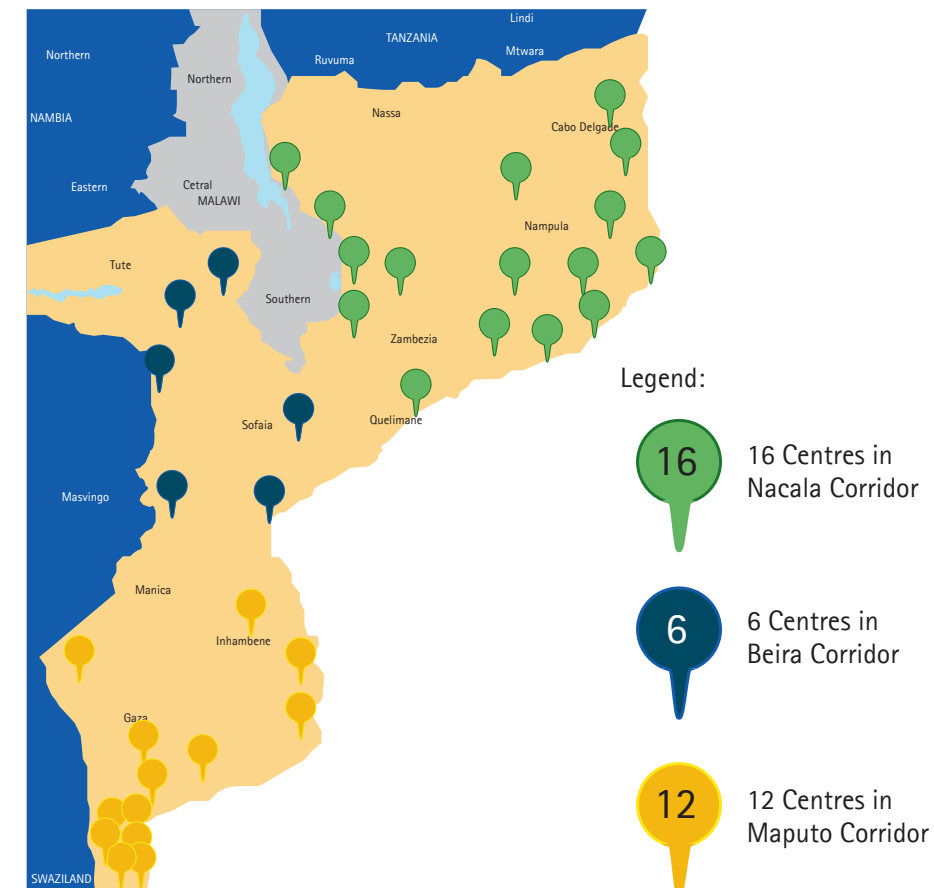 Lindi
TANZANIA
Northern
Mtwara
Ruvuma
Northern
Nassa
NAMBIA
Cabo Delgade
Eastern
Cetral
MALAWI
Nampula
Tute
Southern
Zambezia
Legend:
Quelimane
Sofaia
16
16 Centres in
Nacala Corridor
Masvingo
Manica
6
6 Centres in
Beira Corridor
Inhambene
Gaza
12
12 Centres in
Maputo Corridor
SWAZILAND